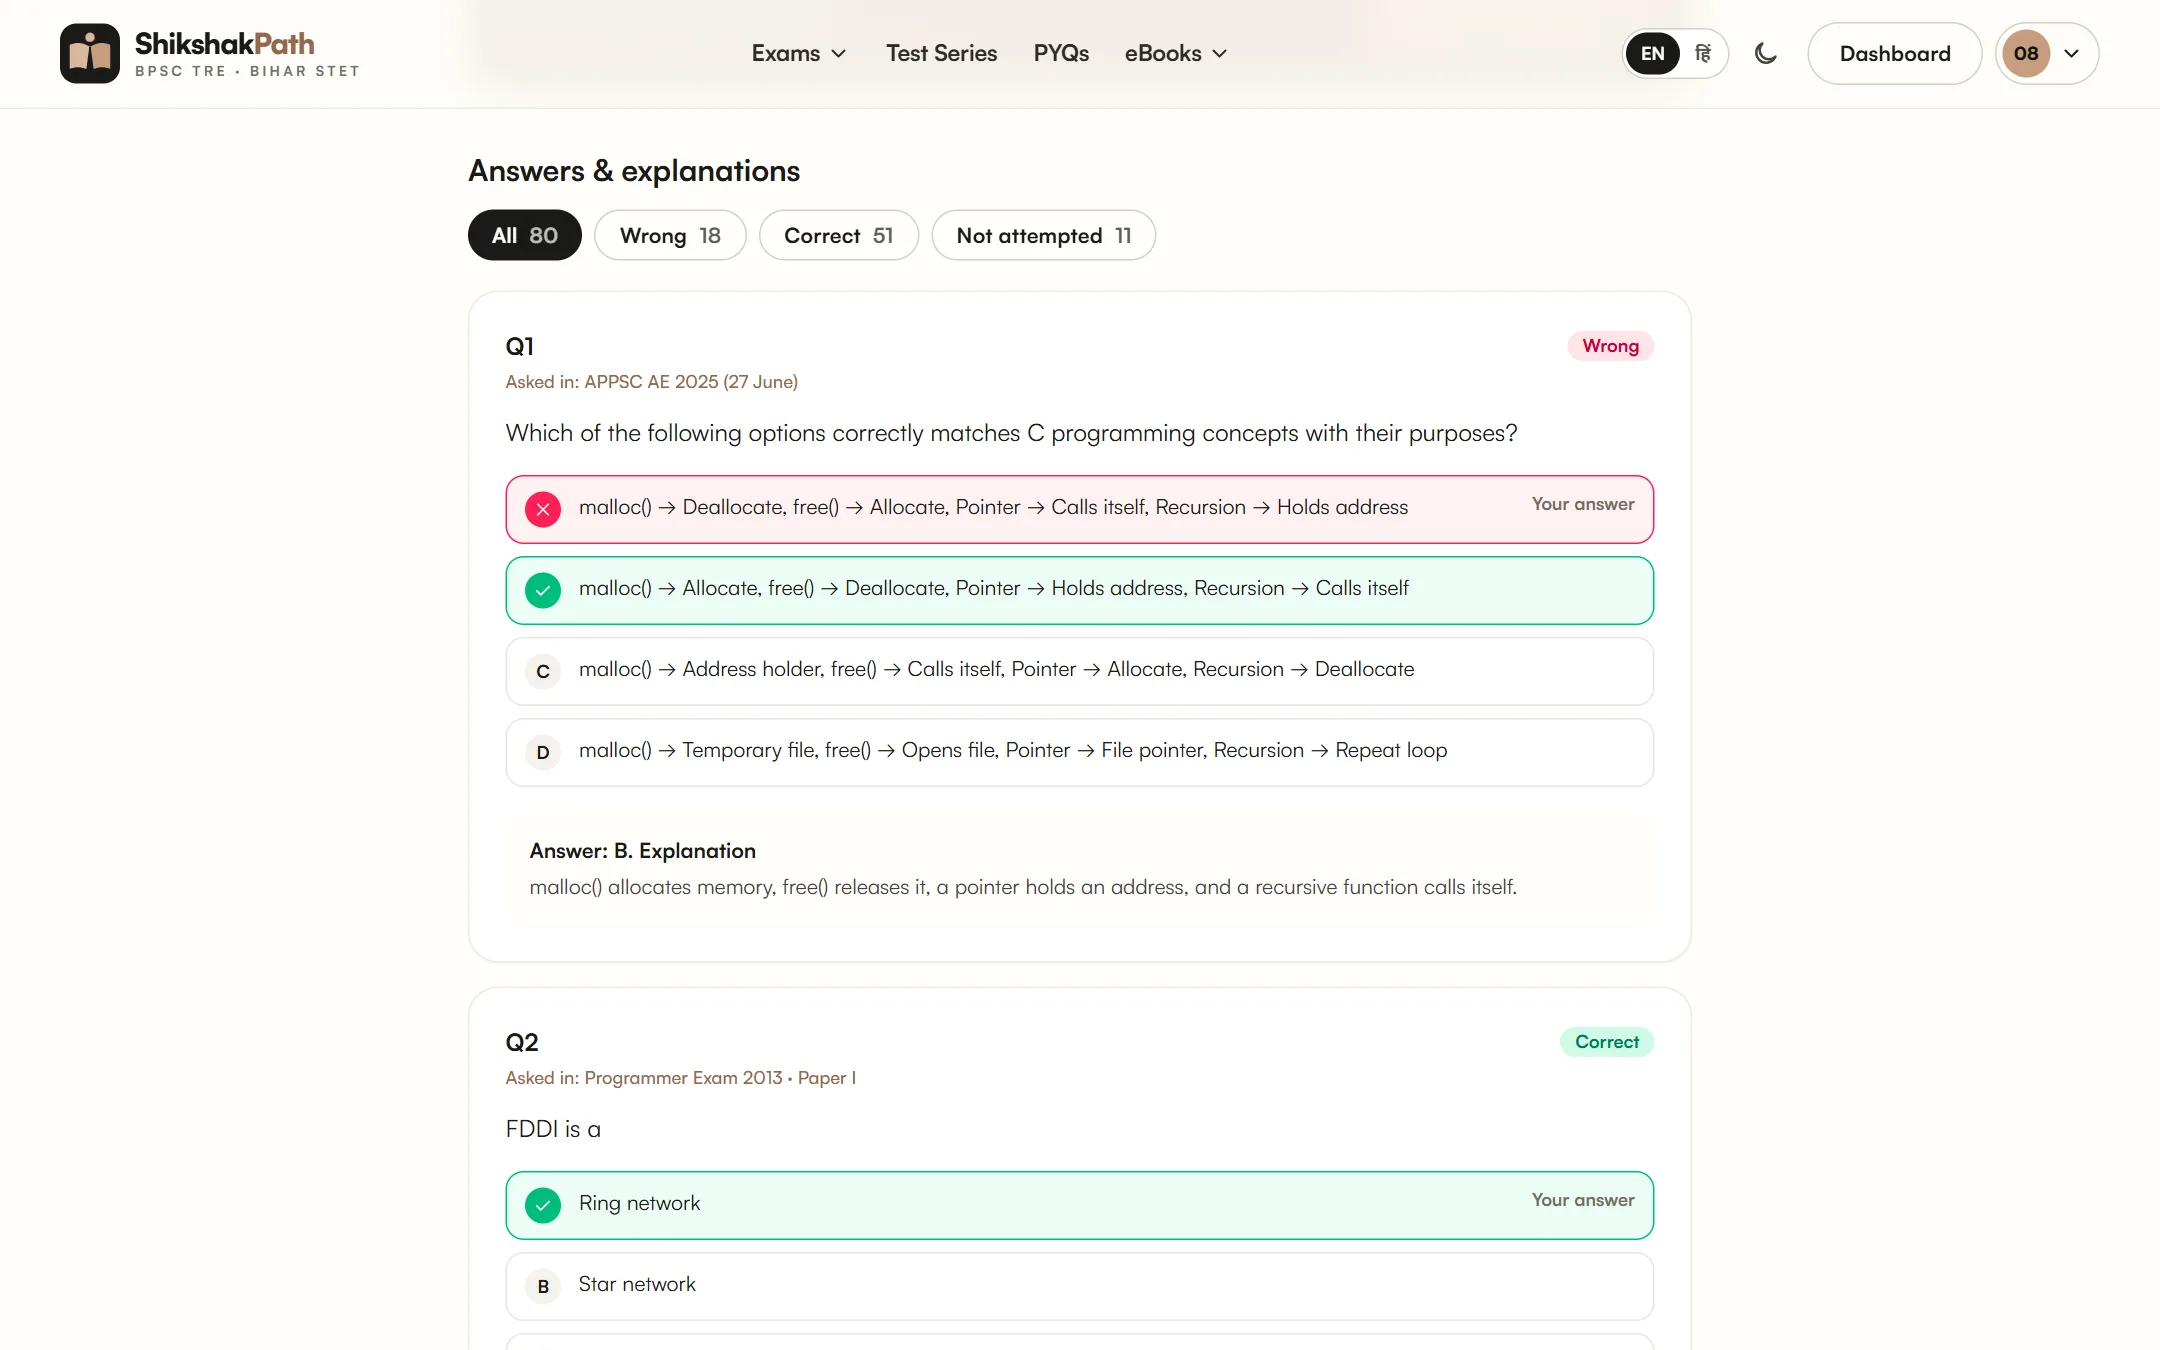 ShikshakPath
BPSC TRE • BIHAR STET
Exams
Test Series
PYQs
eBooks
EN
हिं
Dashboard
08
Answers & explanations
All 80
Wrong 18
Correct 51
Not attempted 11
Q1
Wrong
Asked in: APPSC AE 2025 (27 June)
Which of the following options correctly matches C programming concepts with their purposes?
malloc() → Deallocate, free() → Allocate, Pointer → Calls itself, Recursion → Holds address
Your answer
malloc() → Allocate, free() → Deallocate, Pointer → Holds address, Recursion → Calls itself
C malloc() → Address holder, free() → Calls itself, Pointer → Allocate, Recursion → Deallocate
D malloc() → Temporary file, free() → Opens file, Pointer → File pointer, Recursion → Repeat loop
Answer: B. Explanation
malloc() allocates memory, free() releases it, a pointer holds an address, and a recursive function calls itself.
Q2
Correct
Asked in: Programmer Exam 2013 • Paper I
FDDI is a
Ring network
Your answer
B Star network